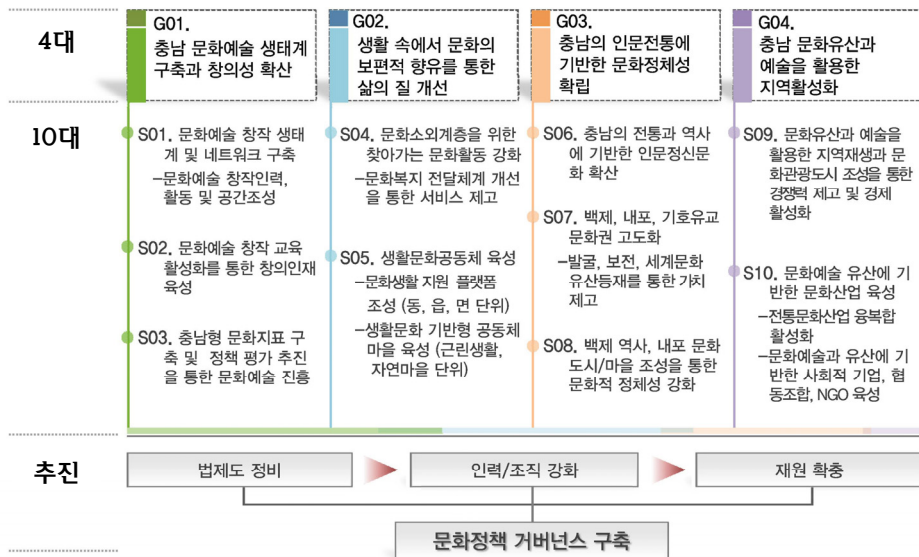 4대
G01.
충남 문화예술 생태계
구축과 창의성 확산
G02.
생활 속에서 문화의
보편적 향유를 통한
삶의 질 개선
G03.
충남의 인문전통에
기반한 문화정체성
확립
G04.
충남 문화유산과
예술을 활용한
지역활성화
10대
S01. 문화예술 창작 생태
계 및 네트워크 구축
–문화예술 창작인력,
활동 및 공간조성
S02. 문화예술 창작 교육
활성화를 통한 창의인재
육성
S03. 충남형 문화지표 구
축 및 정책 평가 추진
을 통한 문화예술 진흥
S04. 문화소외계층을 위한
찾아가는 문화활동 강화
–문화복지 전달체계 개선
을 통한 서비스 제고
S05. 생활문화공동체 육성
–문화생활 지원 플랫폼
조성 (동, 읍, 면 단위)
–생활문화 기반형 공동체
마을 육성 (근린생활,
자연마을 단위)
S06. 충남의 전통과 역사
에 기반한 인문정신문
화 확산
S07. 백제, 내포, 기호유교
문화권 고도화
–발굴, 보전, 세계문화
유산등재를 통한 가치
제고
S08. 백제 역사, 내포 문화
도시/마을 조성을 통한
문화적 정체성 강화
S09. 문화유산과 예술을
활용한 지역재생과 문
화관광도시 조성을 통한
경쟁력 제고 및 경제
활성화
S10. 문화예술 유산에 기
반한 문화산업 육성
–전통문화산업 융복합
활성화
–문화예술과 유산에 기
반한 사회적 기업, 협
동조합, NGO 육성
추진
법제도 정비
인력/조직 강화
재원 확충
문화정책 거버넌스 구축